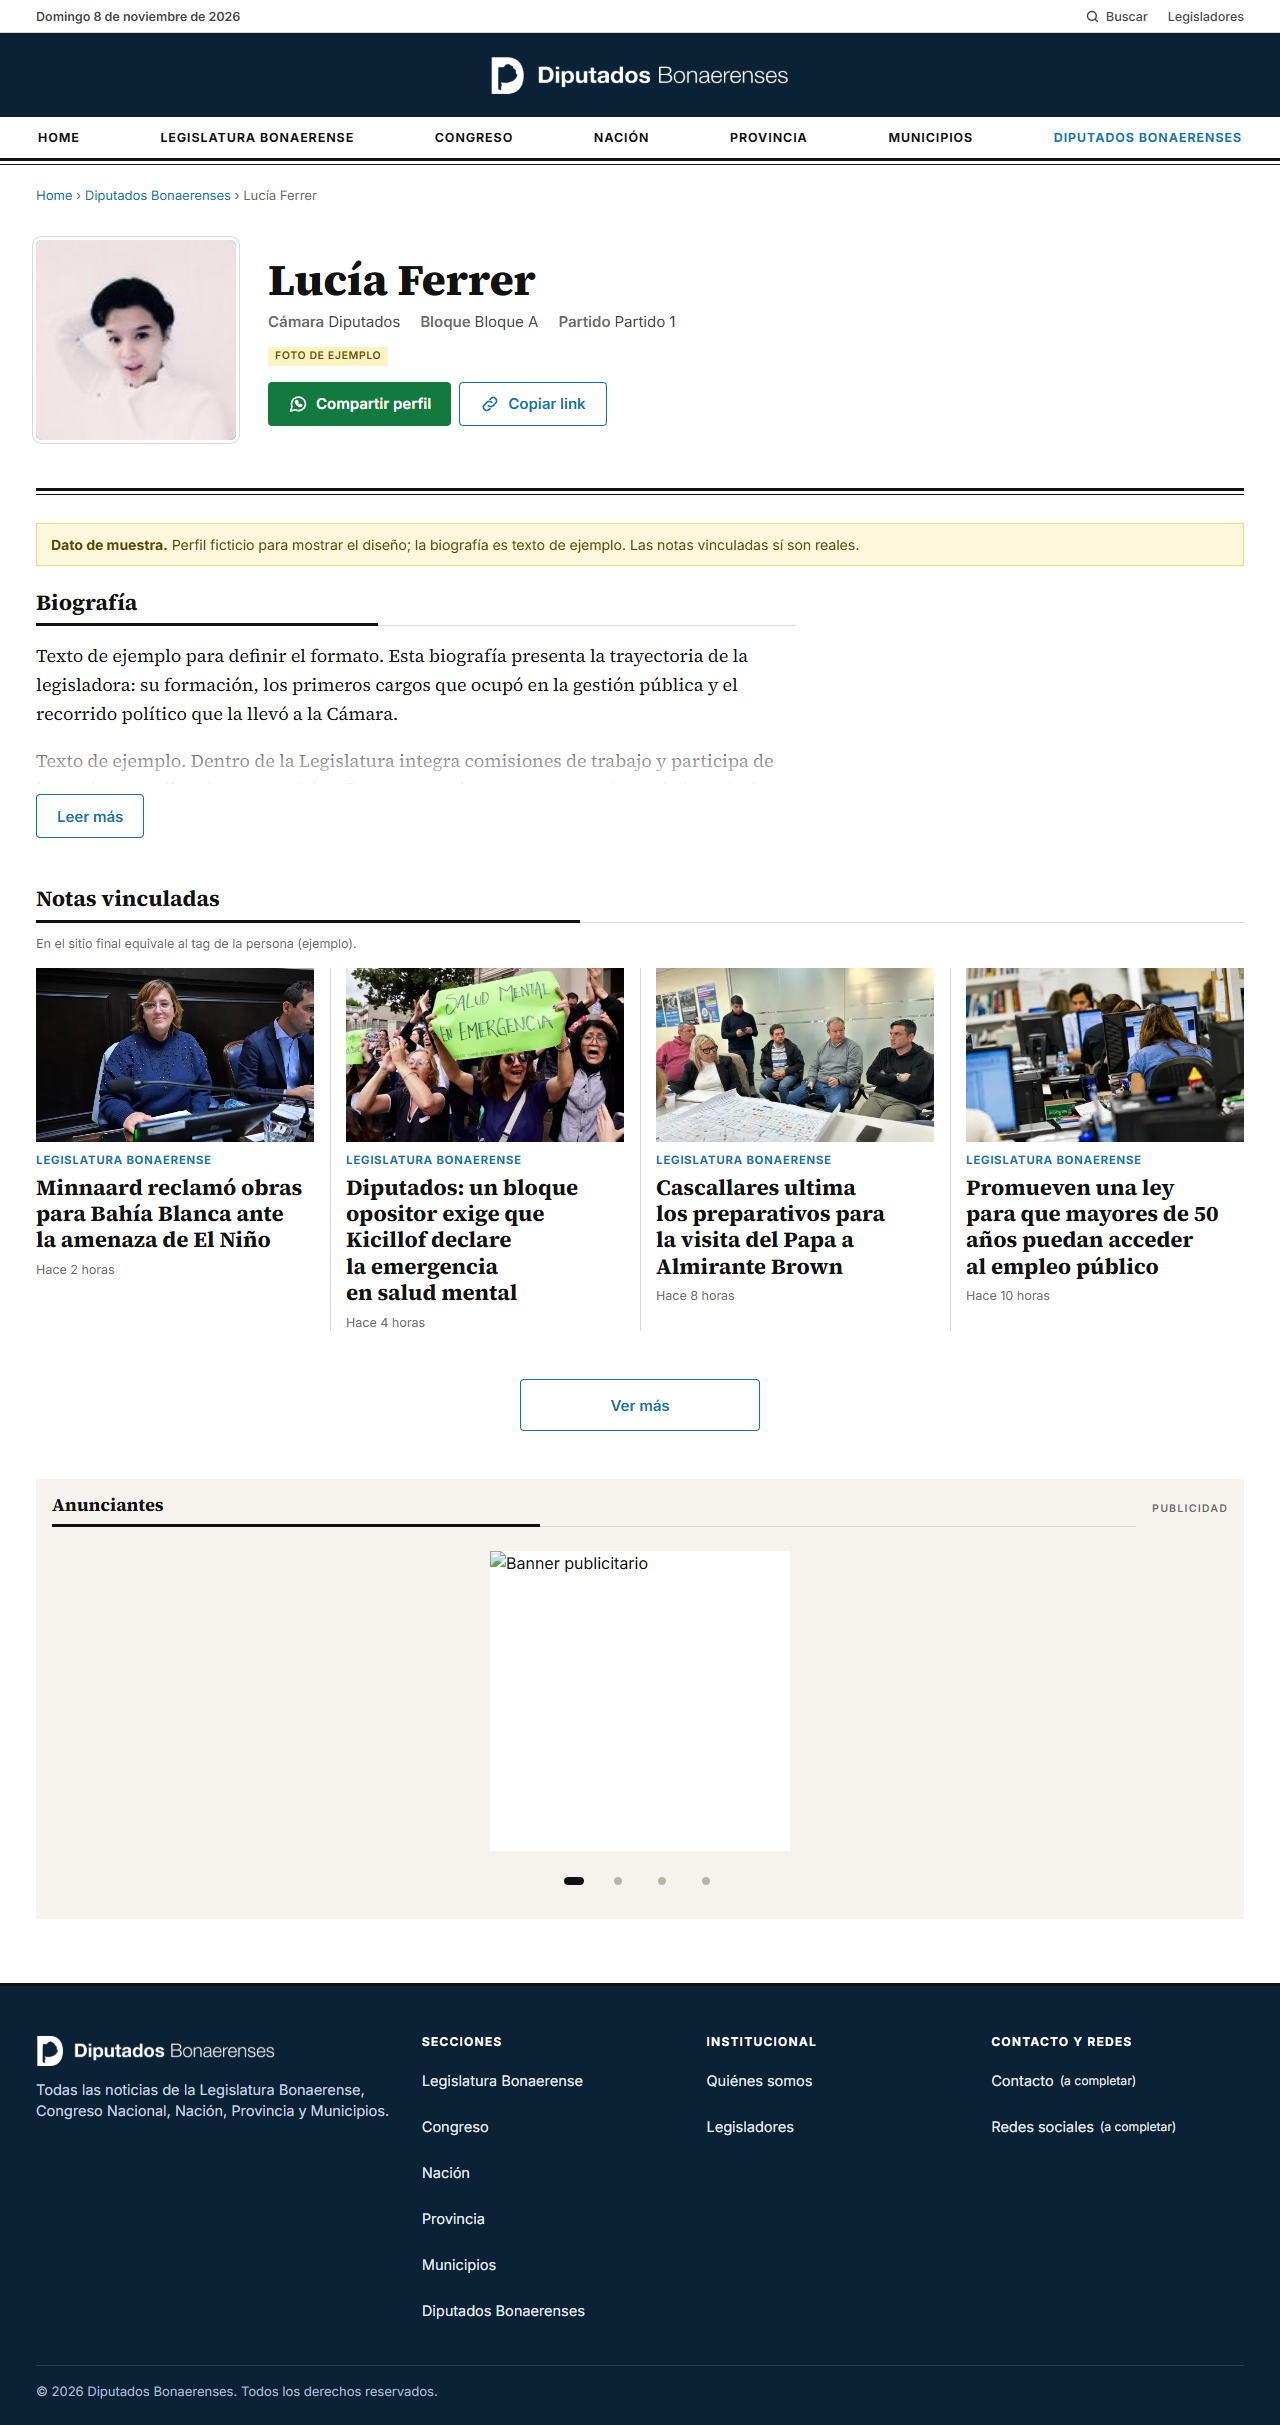 Domingo 8 de noviembre de 2026
Buscar
Legisladores
Diputados Bonaerenses
HOME
LEGISLATURA BONAERENSE
CONGRESO
NACIÓN
PROVINCIA
MUNICIPIOS
DIPUTADOS BONAERENSES
Home › Diputados Bonaerenses › Lucía Ferrer
Lucía Ferrer
Cámara Diputados Bloque Bloque A Partido Partido 1
FOTO DE EJEMPLO
Compartir perfil
Copiar link
Dato de muestra. Perfil ficticio para mostrar el diseño; la biografía es texto de ejemplo. Las notas vinculadas sí son reales.
Biografía
Texto de ejemplo para definir el formato. Esta biografía presenta la trayectoria de la
legisladora: su formación, los primeros cargos que ocupó en la gestión pública y el
recorrido político que la llevó a la Cámara.
Texto de ejemplo. Dentro de la Legislatura integra comisiones de trabajo y participa de
Leer más
Notas vinculadas
En el sitio final equivale al tag de la persona (ejemplo).
LEGISLATURA BONAERENSE
Minnaard reclamó obras
para Bahía Blanca ante
la amenaza de El Niño
Hace 2 horas
SALUD MENTAL
EN EMERGENCIA
LEGISLATURA BONAERENSE
Diputados: un bloque
opositor exige que
Kicillof declare
la emergencia
en salud mental
Hace 4 horas
LEGISLATURA BONAERENSE
Cascallares ultima
los preparativos para
la visita del Papa a
Almirante Brown
Hace 8 horas
LEGISLATURA BONAERENSE
Promueven una ley
para que mayores de 50
años puedan acceder
al empleo público
Hace 10 horas
Ver más
Anunciantes
PUBLICIDAD
Banner publicitario
Diputados Bonaerenses
Todas las noticias de la Legislatura Bonaerense,
Congreso Nacional, Nación, Provincia y Municipios.
SECCIONES
Legislatura Bonaerense
Congreso
Nación
Provincia
Municipios
Diputados Bonaerenses
INSTITUCIONAL
Quiénes somos
Legisladores
CONTACTO Y REDES
Contacto (a completar)
Redes sociales (a completar)
© 2026 Diputados Bonaerenses. Todos los derechos reservados.